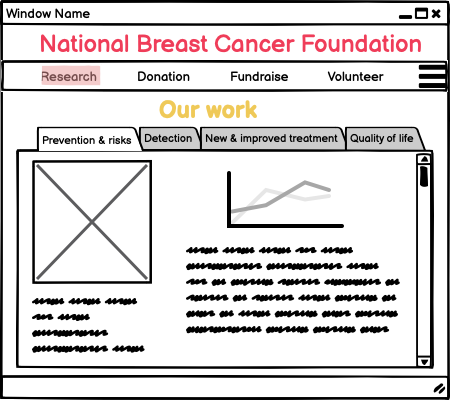 Window Name
National Breast Cancer Foundation
Research Donation Fundraise Volunteer
Our work
Prevention & risks Detection New & improved treatment Quality of life